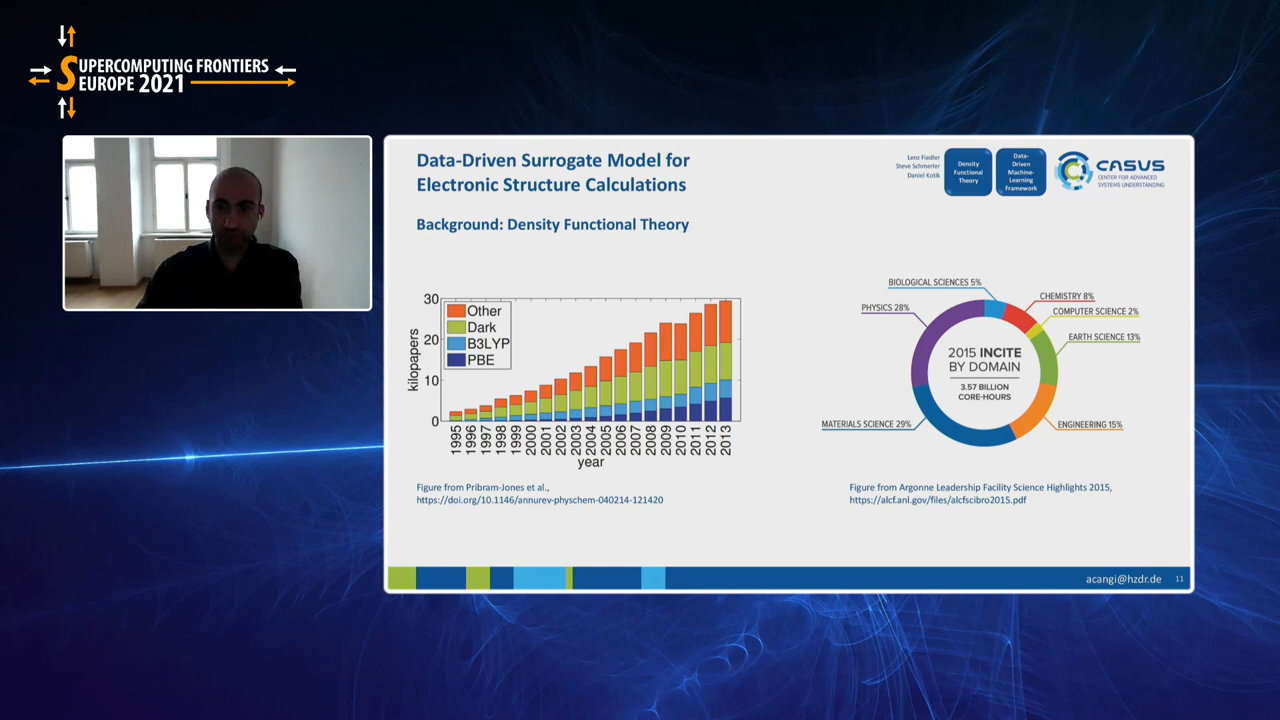 SUPERCOMPUTING FRONTIERS
EUROPE 2021
Data-Driven Surrogate Model for
Electronic Structure Calculations
Background: Density Functional Theory
Lenz Fiedler
Steve Schmerler
Daniel Kotik
Density
Functional
Theory
Data-
Driven
Machine-
Learning
Framework
CASUS
CENTER FOR ADVANCED
SYSTEMS UNDERSTANDING
30
20
10
0
kilopapers
Other
Dark
B3LYP
PBE
1995
1996
1997
1998
1999
2000
2001
2002
2003
2004
2005
2006
2007
2008
2009
2010
2011
2012
2013
year
Figure from Pribram-Jones et al.,
https://doi.org/10.1146/annurev-physchem-040214-121420
BIOLOGICAL SCIENCES 5%
CHEMISTRY 8%
COMPUTER SCIENCE 2%
PHYSICS 28%
EARTH SCIENCE 13%
2015 INCITE
BY DOMAIN
3.57 BILLION
CORE-HOURS
MATERIALS SCIENCE 29%
ENGINEERING 15%
Figure from Argonne Leadership Facility Science Highlights 2015,
https://alcf.anl.gov/files/alcfscibro2015.pdf
acangi@hzdr.de 11